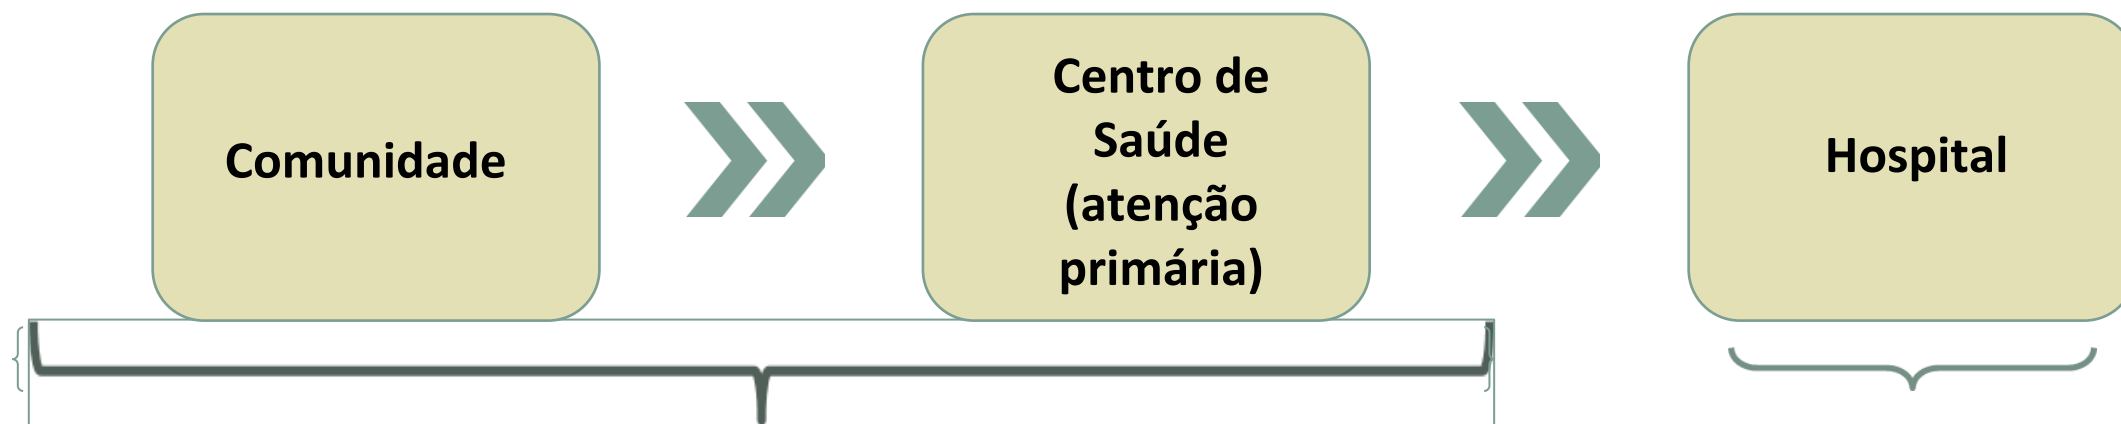 Comunidade
Centro de
Saúde
(atenção
primária)
Hospital